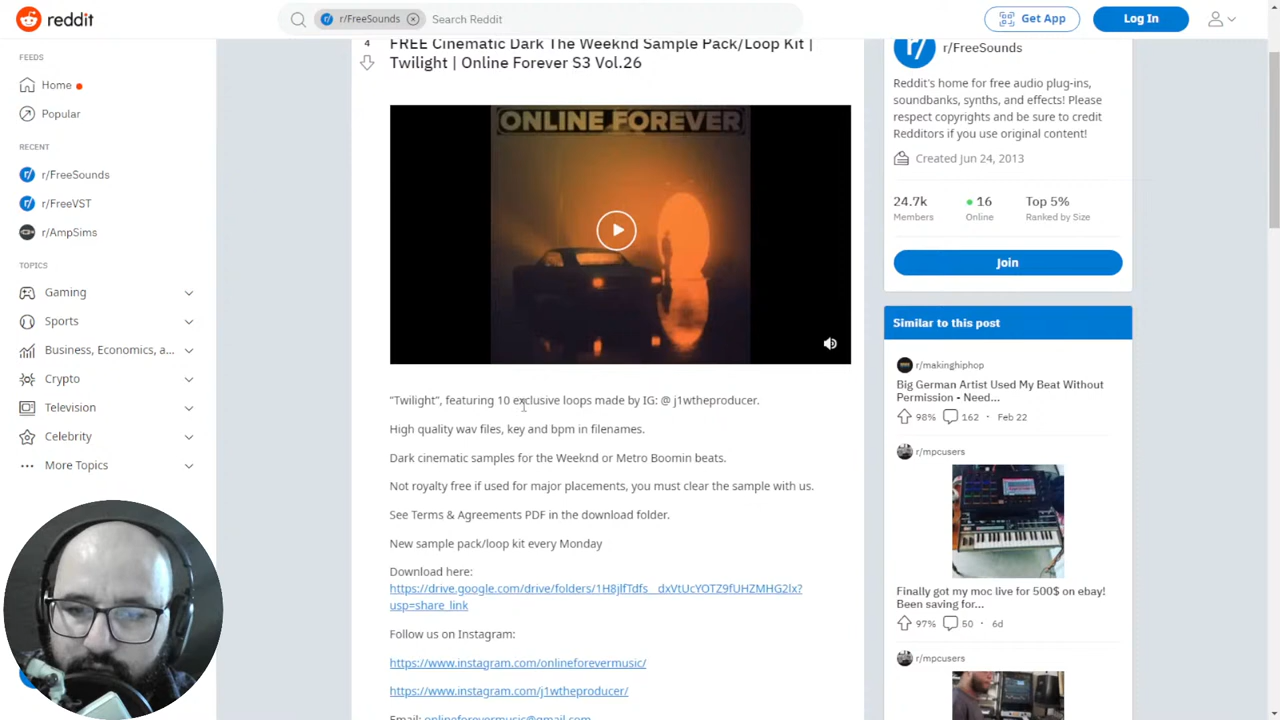 reddit
r/FreeSounds
Search Reddit
Get App
Log In
FEEDS
Home
Popular
RECENT
r/FreeSounds
r/FreeVST
r/AmpSims
TOPICS
Gaming
Sports
Business, Economics, a...
Crypto
Television
Celebrity
More Topics
4
FREE Cinematic Dark The Weeknd Sample Pack/Loop Kit |
Twilight | Online Forever S3 Vol.26
ONLINE FOREVER
"Twilight", featuring 10 exclusive loops made by IG: @ j1wtheproducer.
High quality wav files, key and bpm in filenames.
Dark cinematic samples for the Weeknd or Metro Boomin beats.
Not royalty free if used for major placements, you must clear the sample with us.
See Terms & Agreements PDF in the download folder.
New sample pack/loop kit every Monday
Download here:
https://drive.google.com/drive/folders/1H8jlfTdfs__dxVtUcYOTZ9fUHZMHG2lx?
usp=share_link
Follow us on Instagram:
https://www.instagram.com/onlineforevermusic/
https://www.instagram.com/j1wtheproducer/
Email: onlineforevermusic@gmail.com
r/
r/FreeSounds
Reddit's home for free audio plug-ins,
soundbanks, synths, and effects! Please
respect copyrights and be sure to credit
Redditors if you use original content!
Created Jun 24, 2013
24.7k 16 Top 5%
Members Online Ranked by Size
Join
Similar to this post
r/makinghiphop
Big German Artist Used My Beat Without
Permission - Need...
98% 162 · Feb 22
r/mpcusers
Finally got my moc live for 500$ on ebay!
Been saving for...
97% 50 · 6d
r/mpcusers